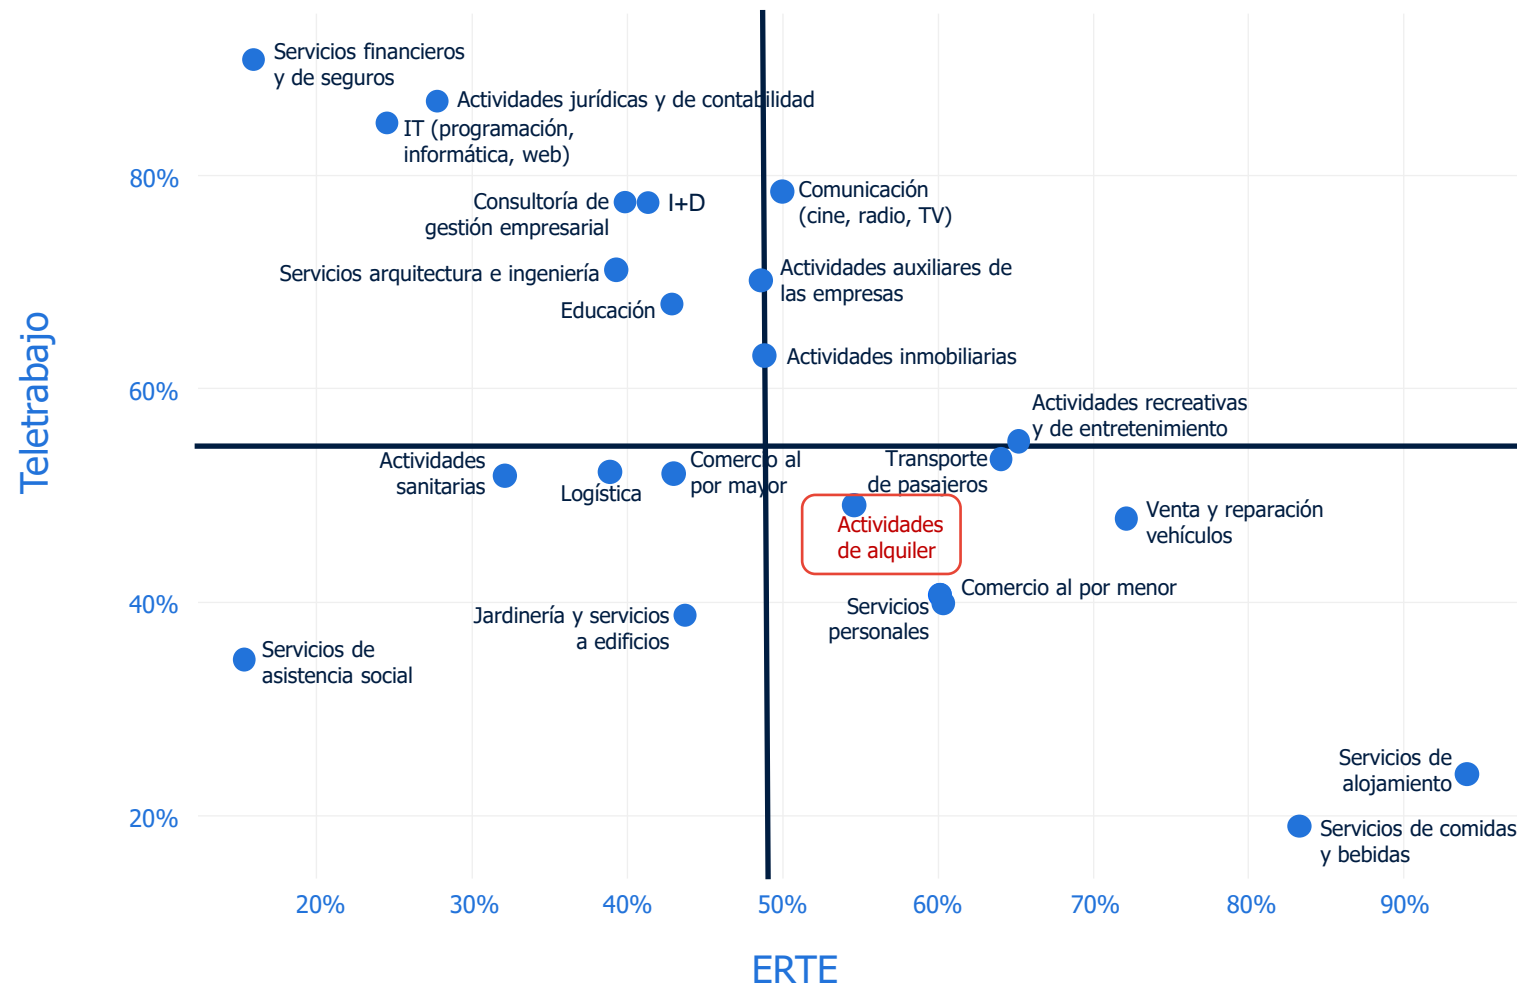 Servicios financieros
y de seguros
Actividades jurídicas y de contabilidad
IT (programación,
informática, web)
80%
Consultoría de
gestión empresarial
I+D
Comunicación
(cine, radio, TV)
Servicios arquitectura e ingeniería
Actividades auxiliares de
las empresas
Educación
Actividades inmobiliarias
Teletrabajo
60%
Actividades recreativas
y de entretenimiento
Actividades
sanitarias
Logística
Comercio al
por mayor
Transporte
de pasajeros
Actividades
de alquiler
Venta y reparación
vehículos
40%
Comercio al por menor
Servicios
personales
Jardinería y servicios
a edificios
Servicios de
asistencia social
Servicios de
alojamiento
20%
Servicios de comidas
y bebidas
20%
30%
40%
50%
60%
70%
80%
90%
ERTE